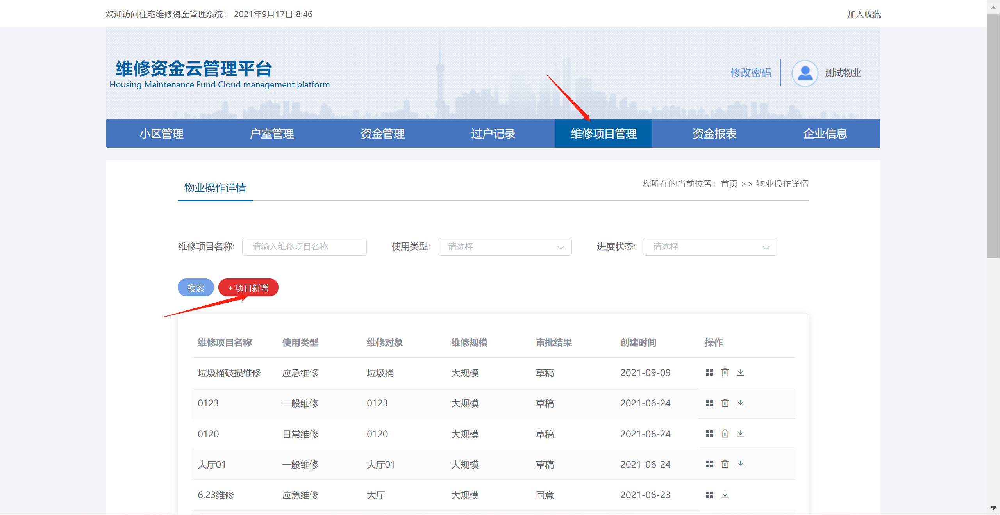 欢迎访问住宅维修资金管理系统！ 2021年9月17日 8:46
加入收藏
维修资金云管理平台
Housing Maintenance Fund Cloud management platform
修改密码
测试物业
小区管理 户室管理 资金管理 过户记录 维修项目管理 资金报表 企业信息
物业操作详情
您所在的当前位置：首页 >> 物业操作详情
维修项目名称: 请输入维修项目名称 使用类型: 请选择 进度状态: 请选择
搜索 + 项目新增
维修项目名称 使用类型 维修对象 维修规模 审批结果 创建时间 操作
垃圾桶破损维修 应急维修 垃圾桶 大规模 草稿 2021-09-09
0123 一般维修 0123 大规模 草稿 2021-06-24
0120 日常维修 0120 大规模 草稿 2021-06-24
大厅01 一般维修 大厅01 大规模 草稿 2021-06-24
6.23维修 应急维修 大厅 大规模 同意 2021-06-23